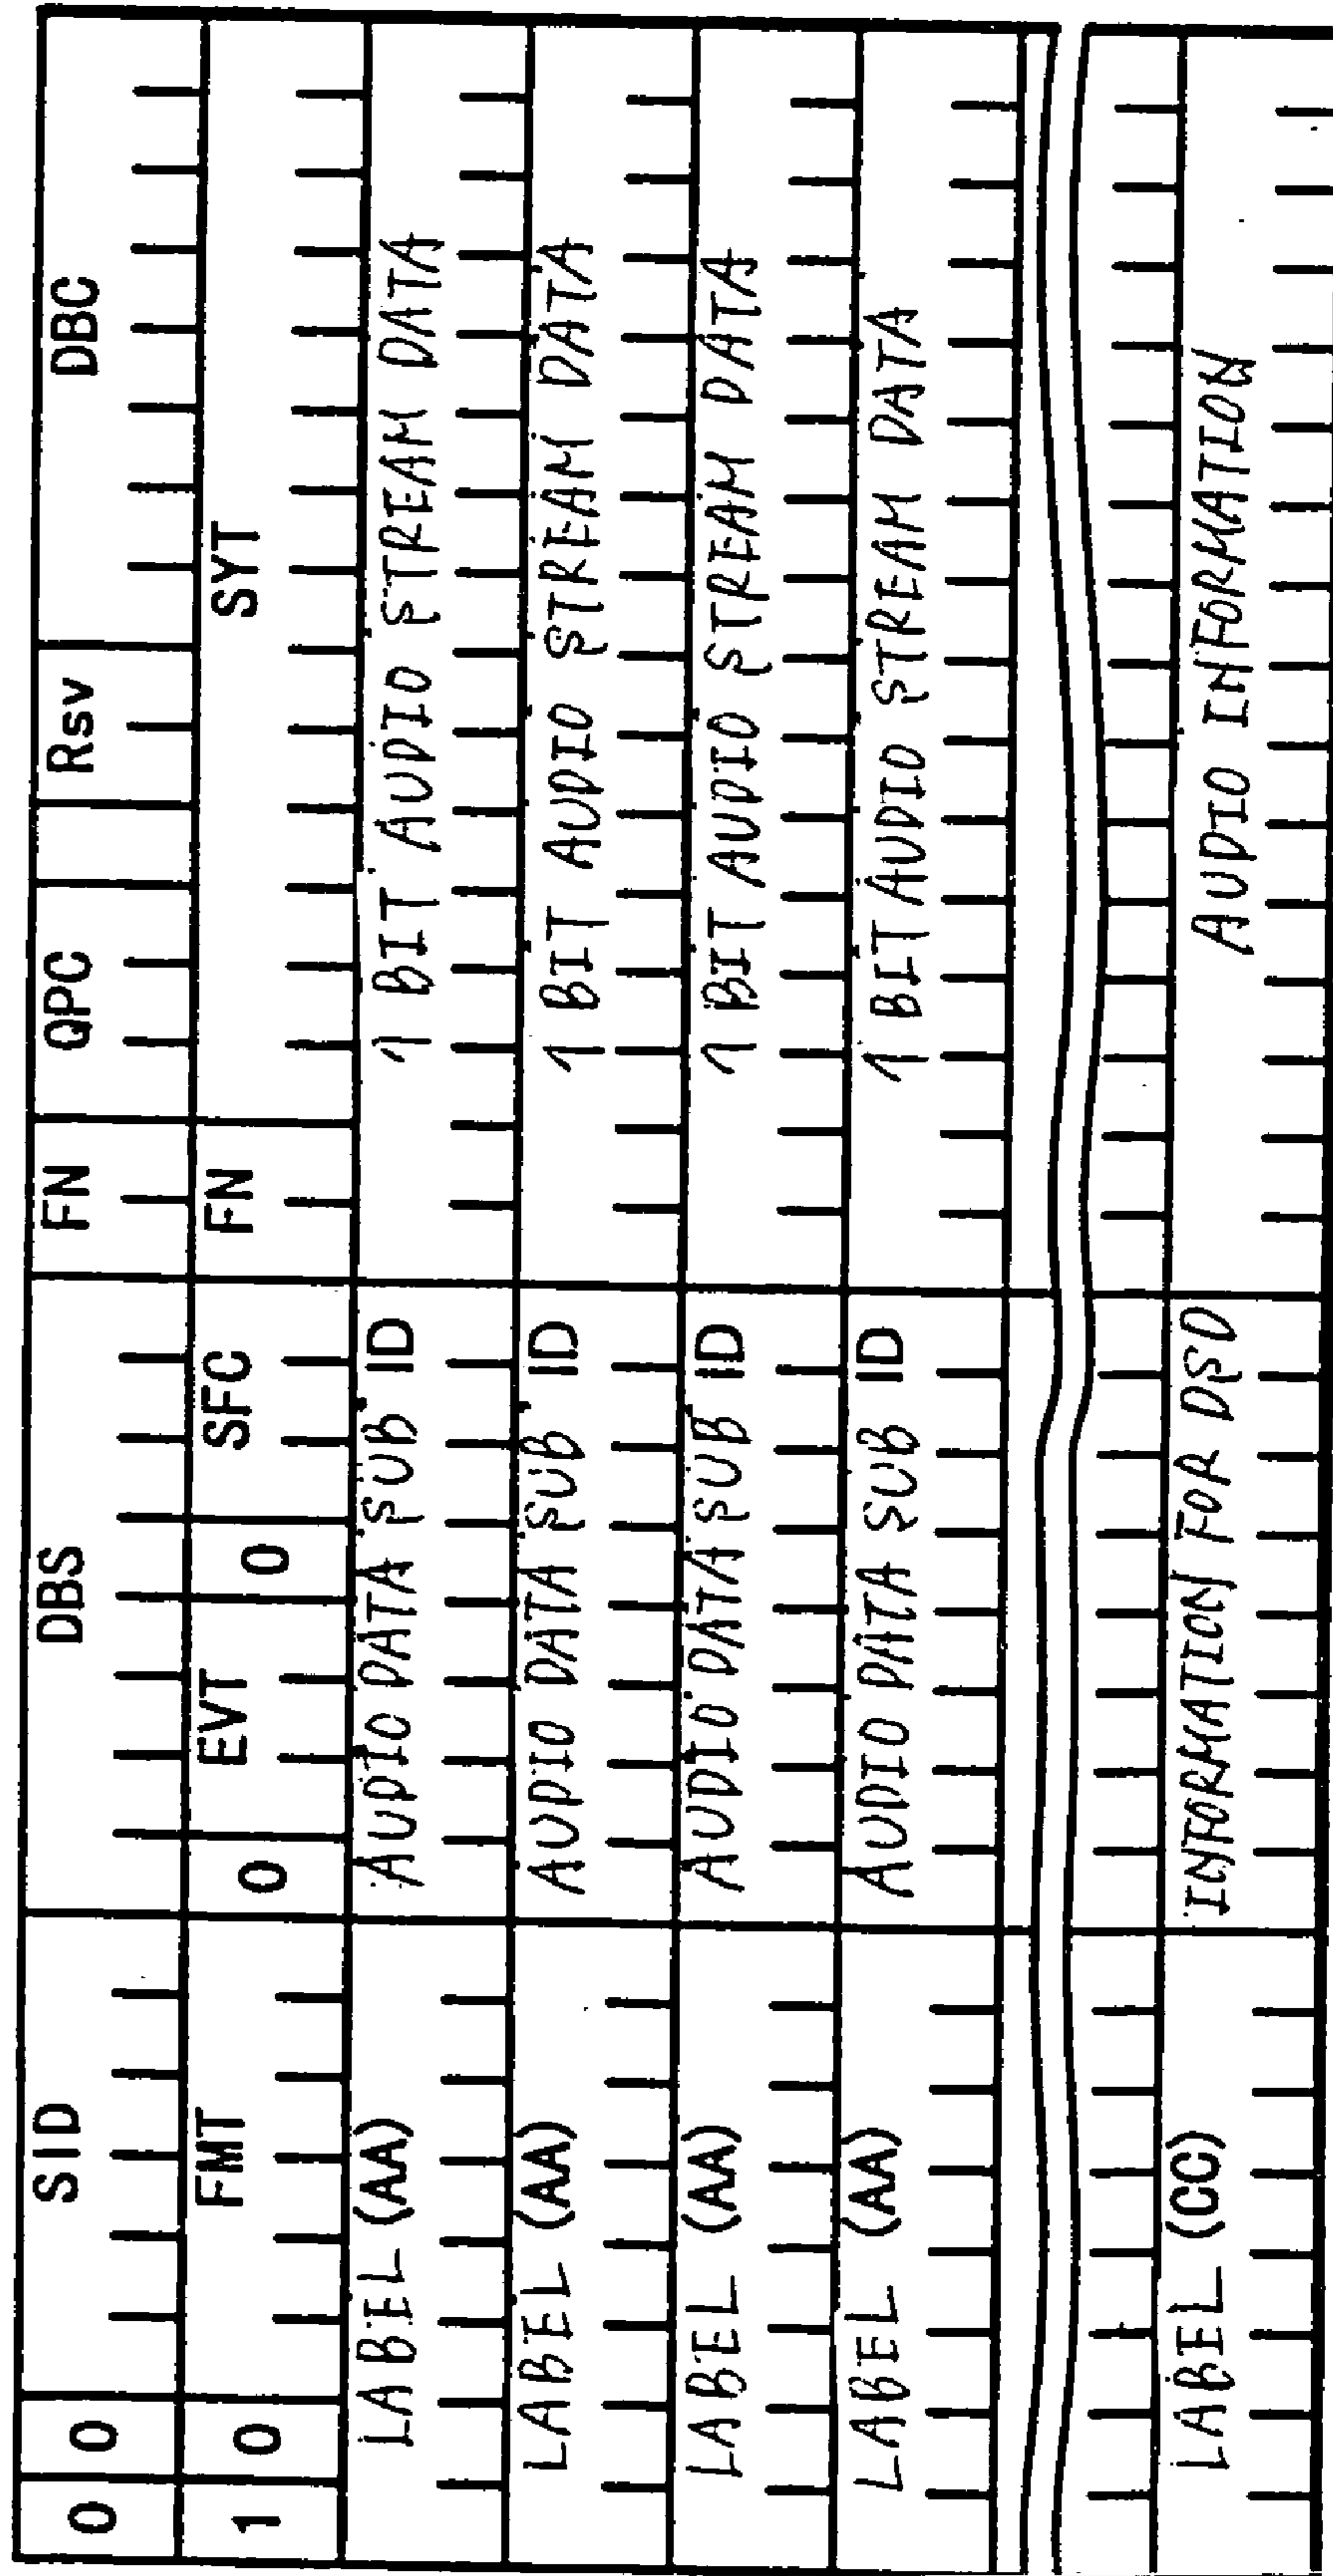 0 0 SID DBS FN QPC Rsv DBC
1 0 FMT 0 EVT 0 SFC FN SYT
LABEL (AA) AUDIO DATA SUB ID 1 BIT AUDIO STREAM DATA
LABEL (AA) AUDIO DATA SUB ID 1 BIT AUDIO STREAM DATA
LABEL (AA) AUDIO DATA SUB ID 1 BIT AUDIO STREAM DATA
LABEL (AA) AUDIO DATA SUB ID 1 BIT AUDIO STREAM DATA
LABEL (CC) INFORMATION FOR DSD AUDIO INFORMATION